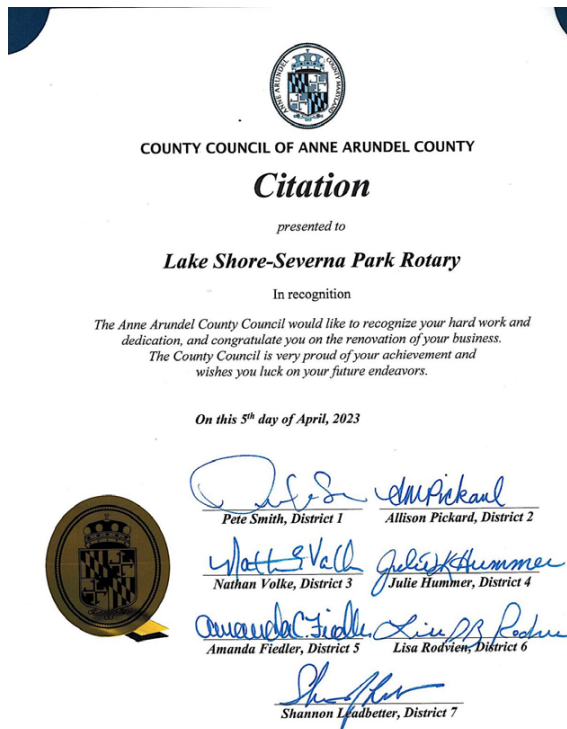 ANNE ARUNDEL COUNTY MARYLAND
COUNTY COUNCIL OF ANNE ARUNDEL COUNTY
Citation
presented to
Lake Shore-Severna Park Rotary
In recognition
The Anne Arundel County Council would like to recognize your hard work and
dedication, and congratulate you on the renovation of your business.
The County Council is very proud of your achievement and
wishes you luck on your future endeavors.
On this 5th day of April, 2023
Pete Smith, District 1
Allison Pickard, District 2
Nathan Volke, District 3
Julie Hummer, District 4
Amanda Fiedler, District 5
Lisa Rodvien, District 6
Shannon Leadbetter, District 7